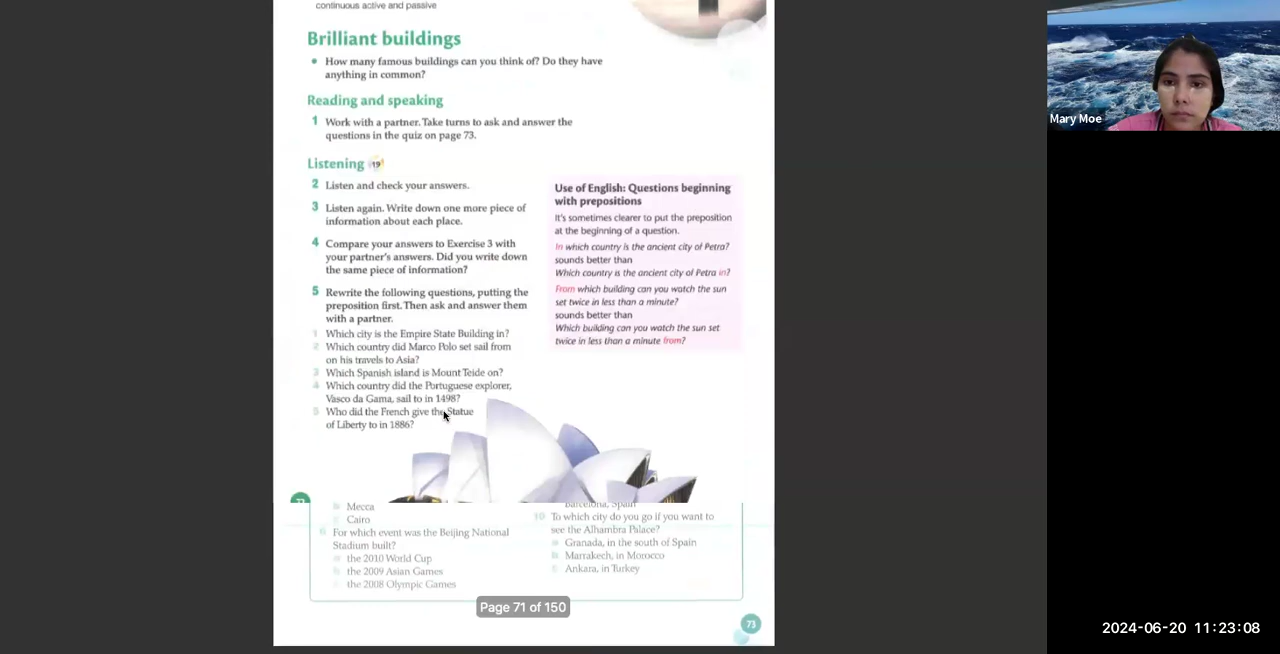 continuous active and passive
Brilliant buildings
• How many famous buildings can you think of? Do they have
anything in common?
Reading and speaking
1 Work with a partner. Take turns to ask and answer the
questions in the quiz on page 73.
Listening 19
2 Listen and check your answers.
3 Listen again. Write down one more piece of
information about each place.
4 Compare your answers to Exercise 3 with
your partner's answers. Did you write down
the same piece of information?
5 Rewrite the following questions, putting the
preposition first. Then ask and answer them
with a partner.
1 Which city is the Empire State Building in?
2 Which country did Marco Polo set sail from
on his travels to Asia?
3 Which Spanish island is Mount Teide on?
4 Which country did the Portuguese explorer,
Vasco da Gama, sail to in 1498?
5 Who did the French give the Statue
of Liberty to in 1886?
Use of English: Questions beginning
with prepositions
It's sometimes clearer to put the preposition
at the beginning of a question.
In which country is the ancient city of Petra?
sounds better than
Which country is the ancient city of Petra in?
From which building can you watch the sun
set twice in less than a minute?
sounds better than
Which building can you watch the sun set
twice in less than a minute from?
72
b Mecca
c Cairo
6 For which event was the Beijing National
Stadium built?
a the 2010 World Cup
b the 2009 Asian Games
c the 2008 Olympic Games
Barcelona, Spain
10 To which city do you go if you want to
see the Alhambra Palace?
a Granada, in the south of Spain
b Marrakech, in Morocco
c Ankara, in Turkey
Page 71 of 150
73
Mary Moe
2024-06-20 11:23:08